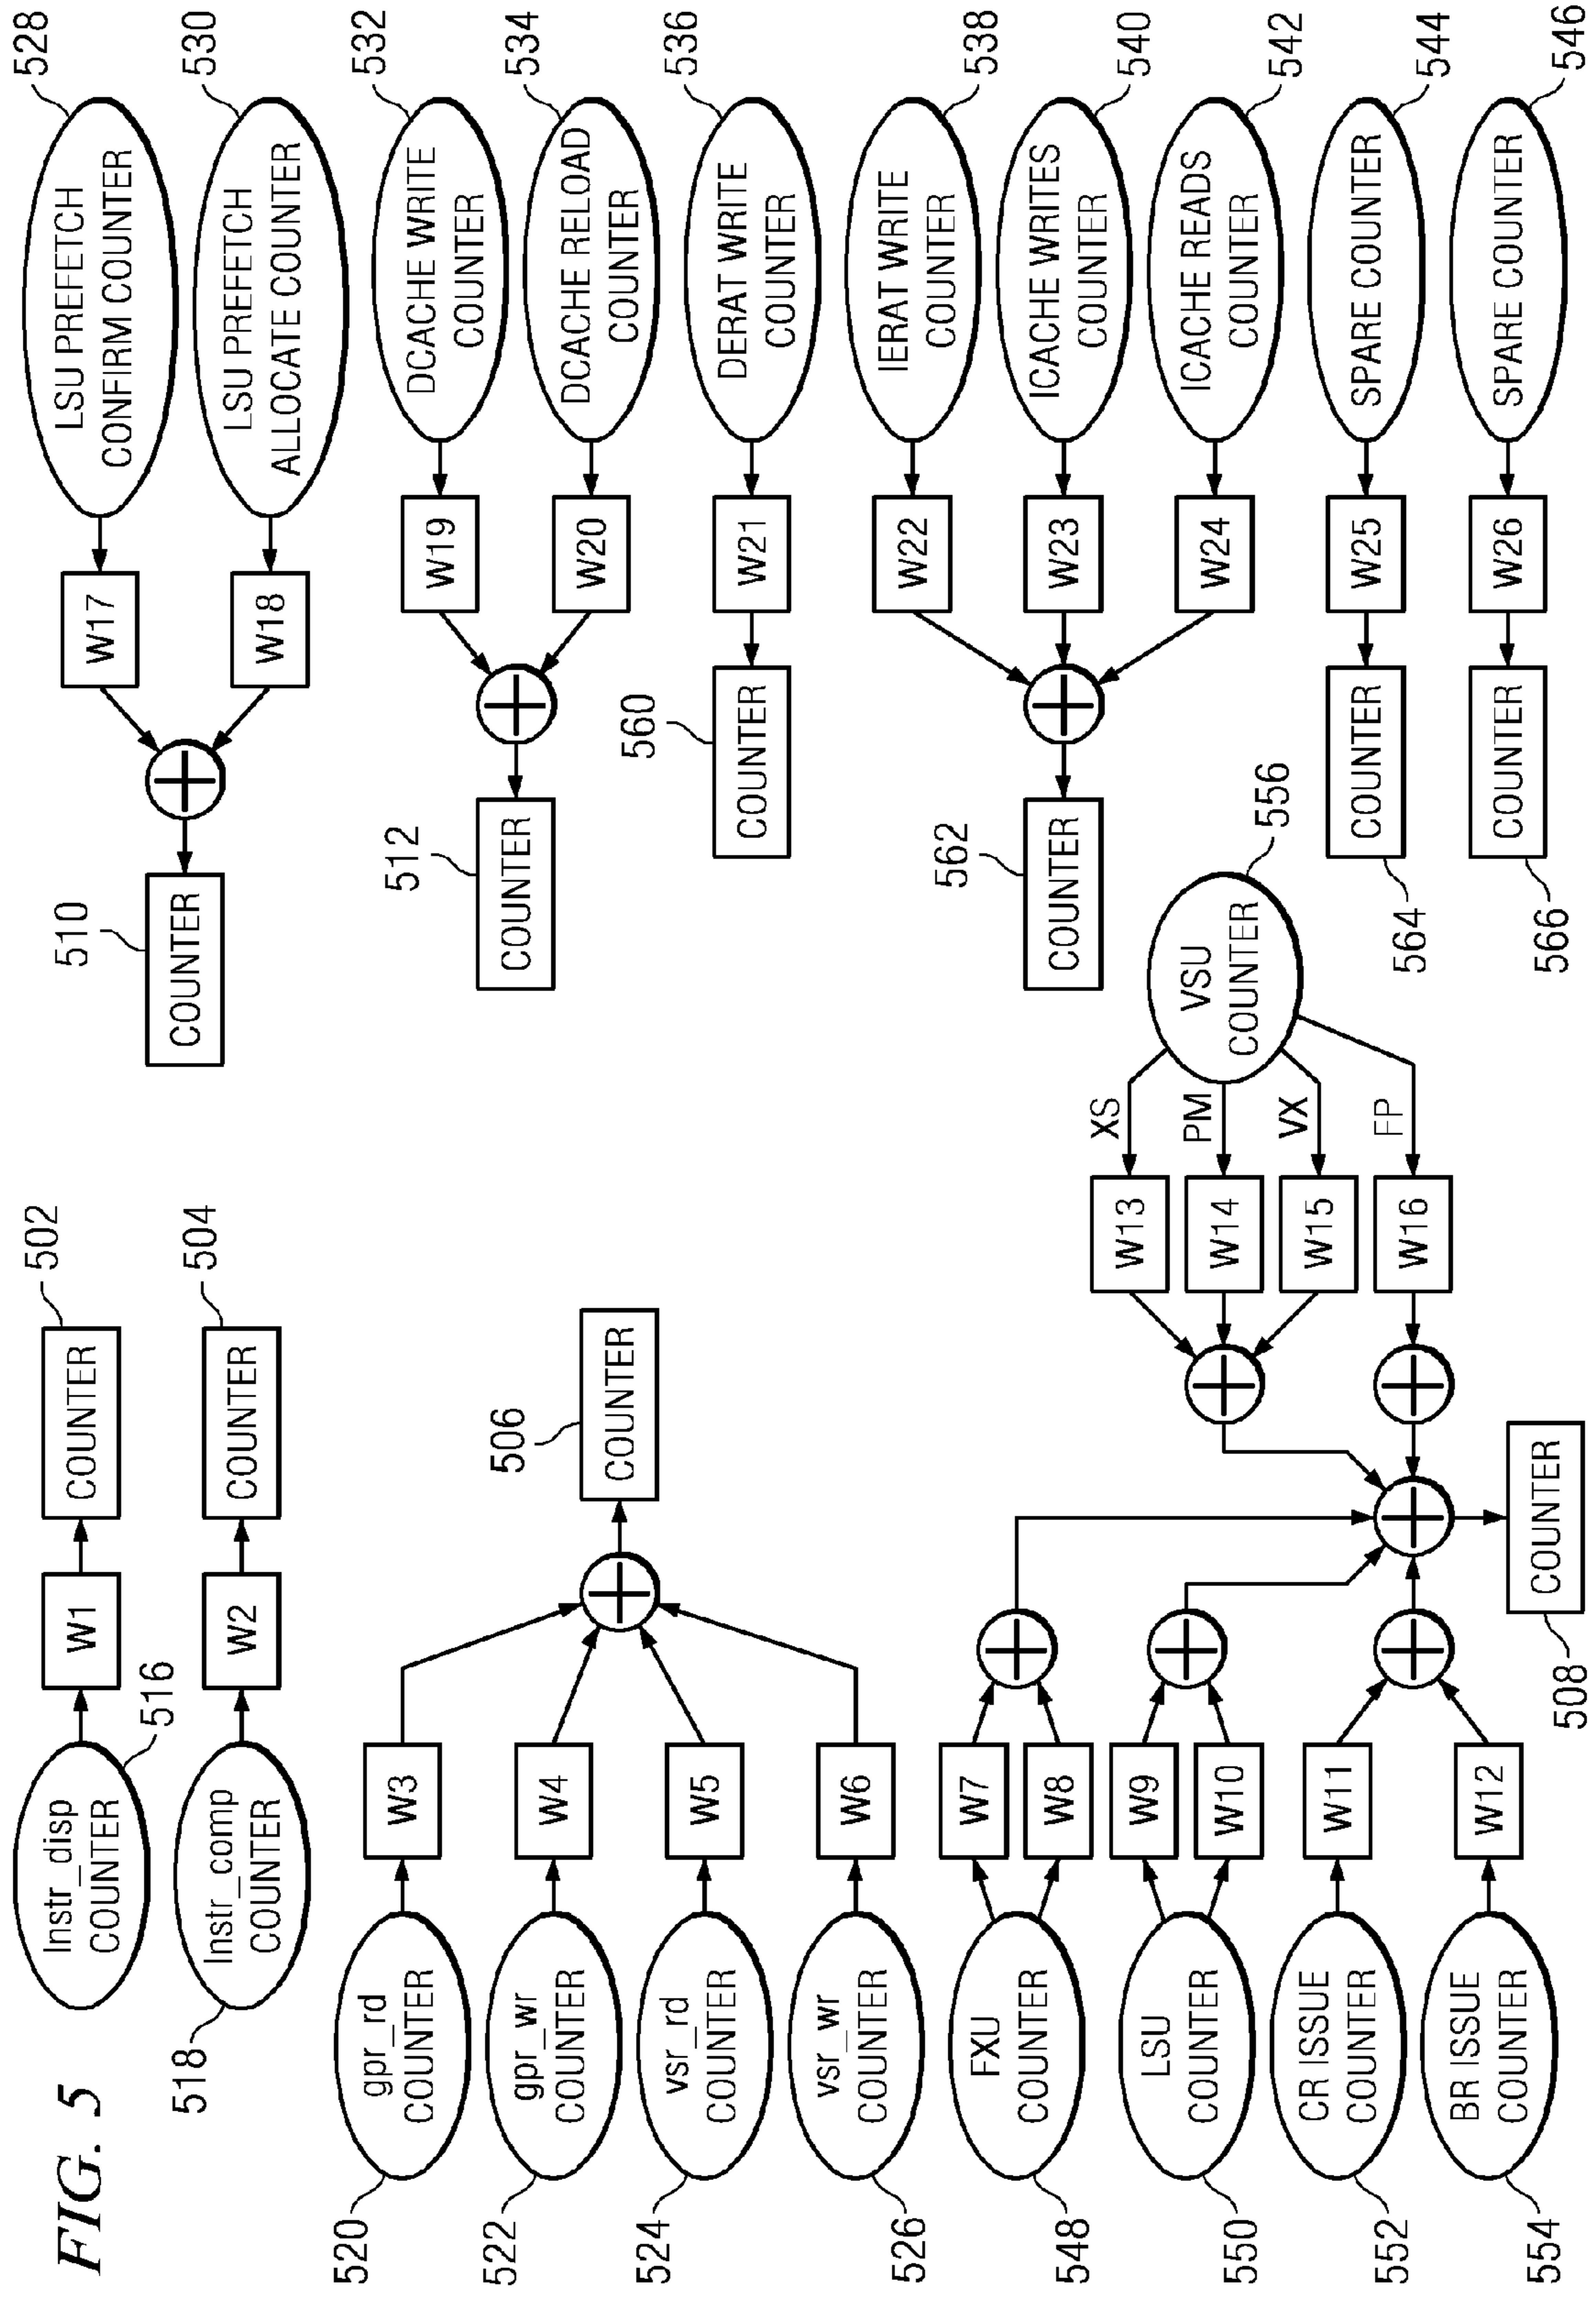 FIG. 5
Instr_disp
COUNTER
516
W1
COUNTER
502
518
Instr_comp
COUNTER
W2
COUNTER
504
520
gpr_rd
COUNTER
W3
522
gpr_wr
COUNTER
W4
524
vsr_rd
COUNTER
W5
526
vsr_wr
COUNTER
W6
506
COUNTER
548
FXU
COUNTER
W7
W8
550
LSU
COUNTER
W9
W10
552
CR ISSUE
COUNTER
W11
554
BR ISSUE
COUNTER
W12
508
COUNTER
W13
XS
W14
PM
W15
VX
W16
FP
VSU
COUNTER
556
510
COUNTER
W17
LSU PREFETCH
CONFIRM COUNTER
528
W18
LSU PREFETCH
ALLOCATE COUNTER
530
512
COUNTER
W19
DCACHE WRITE
COUNTER
532
W20
DCACHE RELOAD
COUNTER
534
560
COUNTER
W21
DERAT WRITE
COUNTER
536
562
COUNTER
W22
IERAT WRITE
COUNTER
538
W23
ICACHE WRITES
COUNTER
540
W24
ICACHE READS
COUNTER
542
564
COUNTER
W25
SPARE COUNTER
544
566
COUNTER
W26
SPARE COUNTER
546